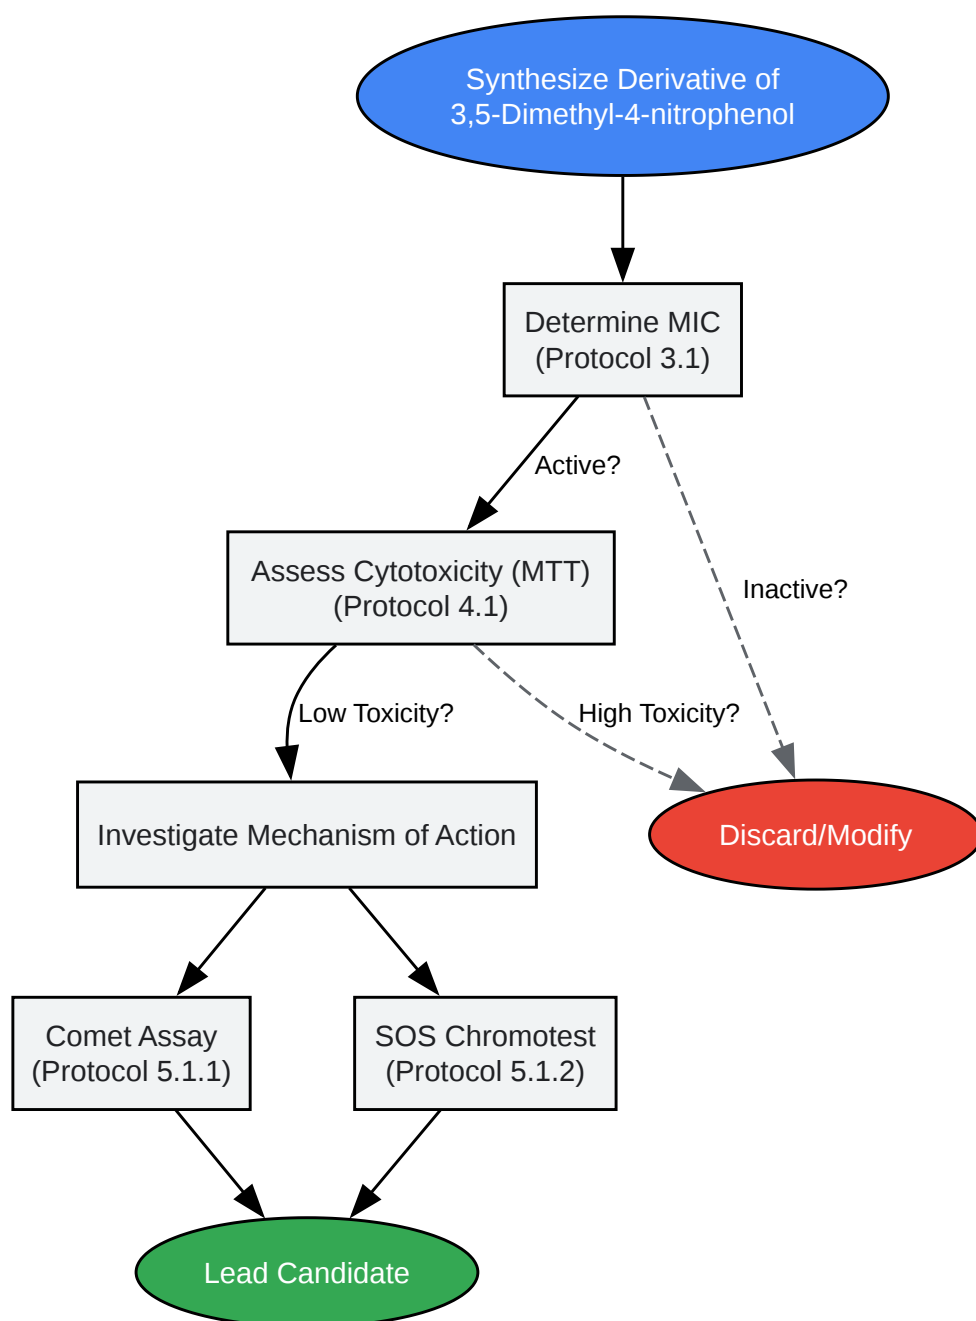 Synthesize Derivative of
3,5-Dimethyl-4-nitrophenol
Determine MIC
(Protocol 3.1)
Active?
Assess Cytotoxicity (MTT)
(Protocol 4.1)
Inactive?
Low Toxicity?
High Toxicity?
Investigate Mechanism of Action
Discard/Modify
Comet Assay
(Protocol 5.1.1)
SOS Chromotest
(Protocol 5.1.2)
Lead Candidate